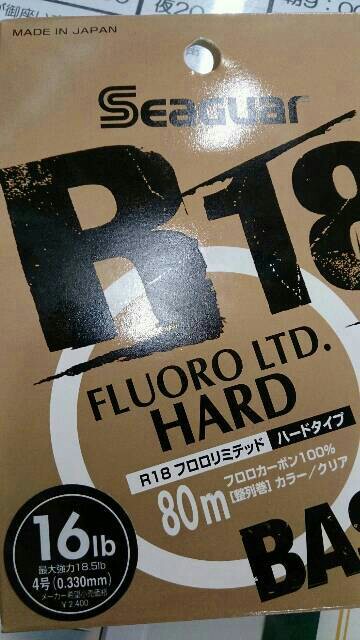 MADE IN JAPAN
Seaguar
R18
FLUORO LTD.
HARD
R18 フロロリミテッド ハードタイプ
80m
フロロカーボン100%
[整列巻] カラー/クリア
16lb
最大強力18.5lb
4号(0.330mm)
メーカー希望小売価格
¥2,400
BAS